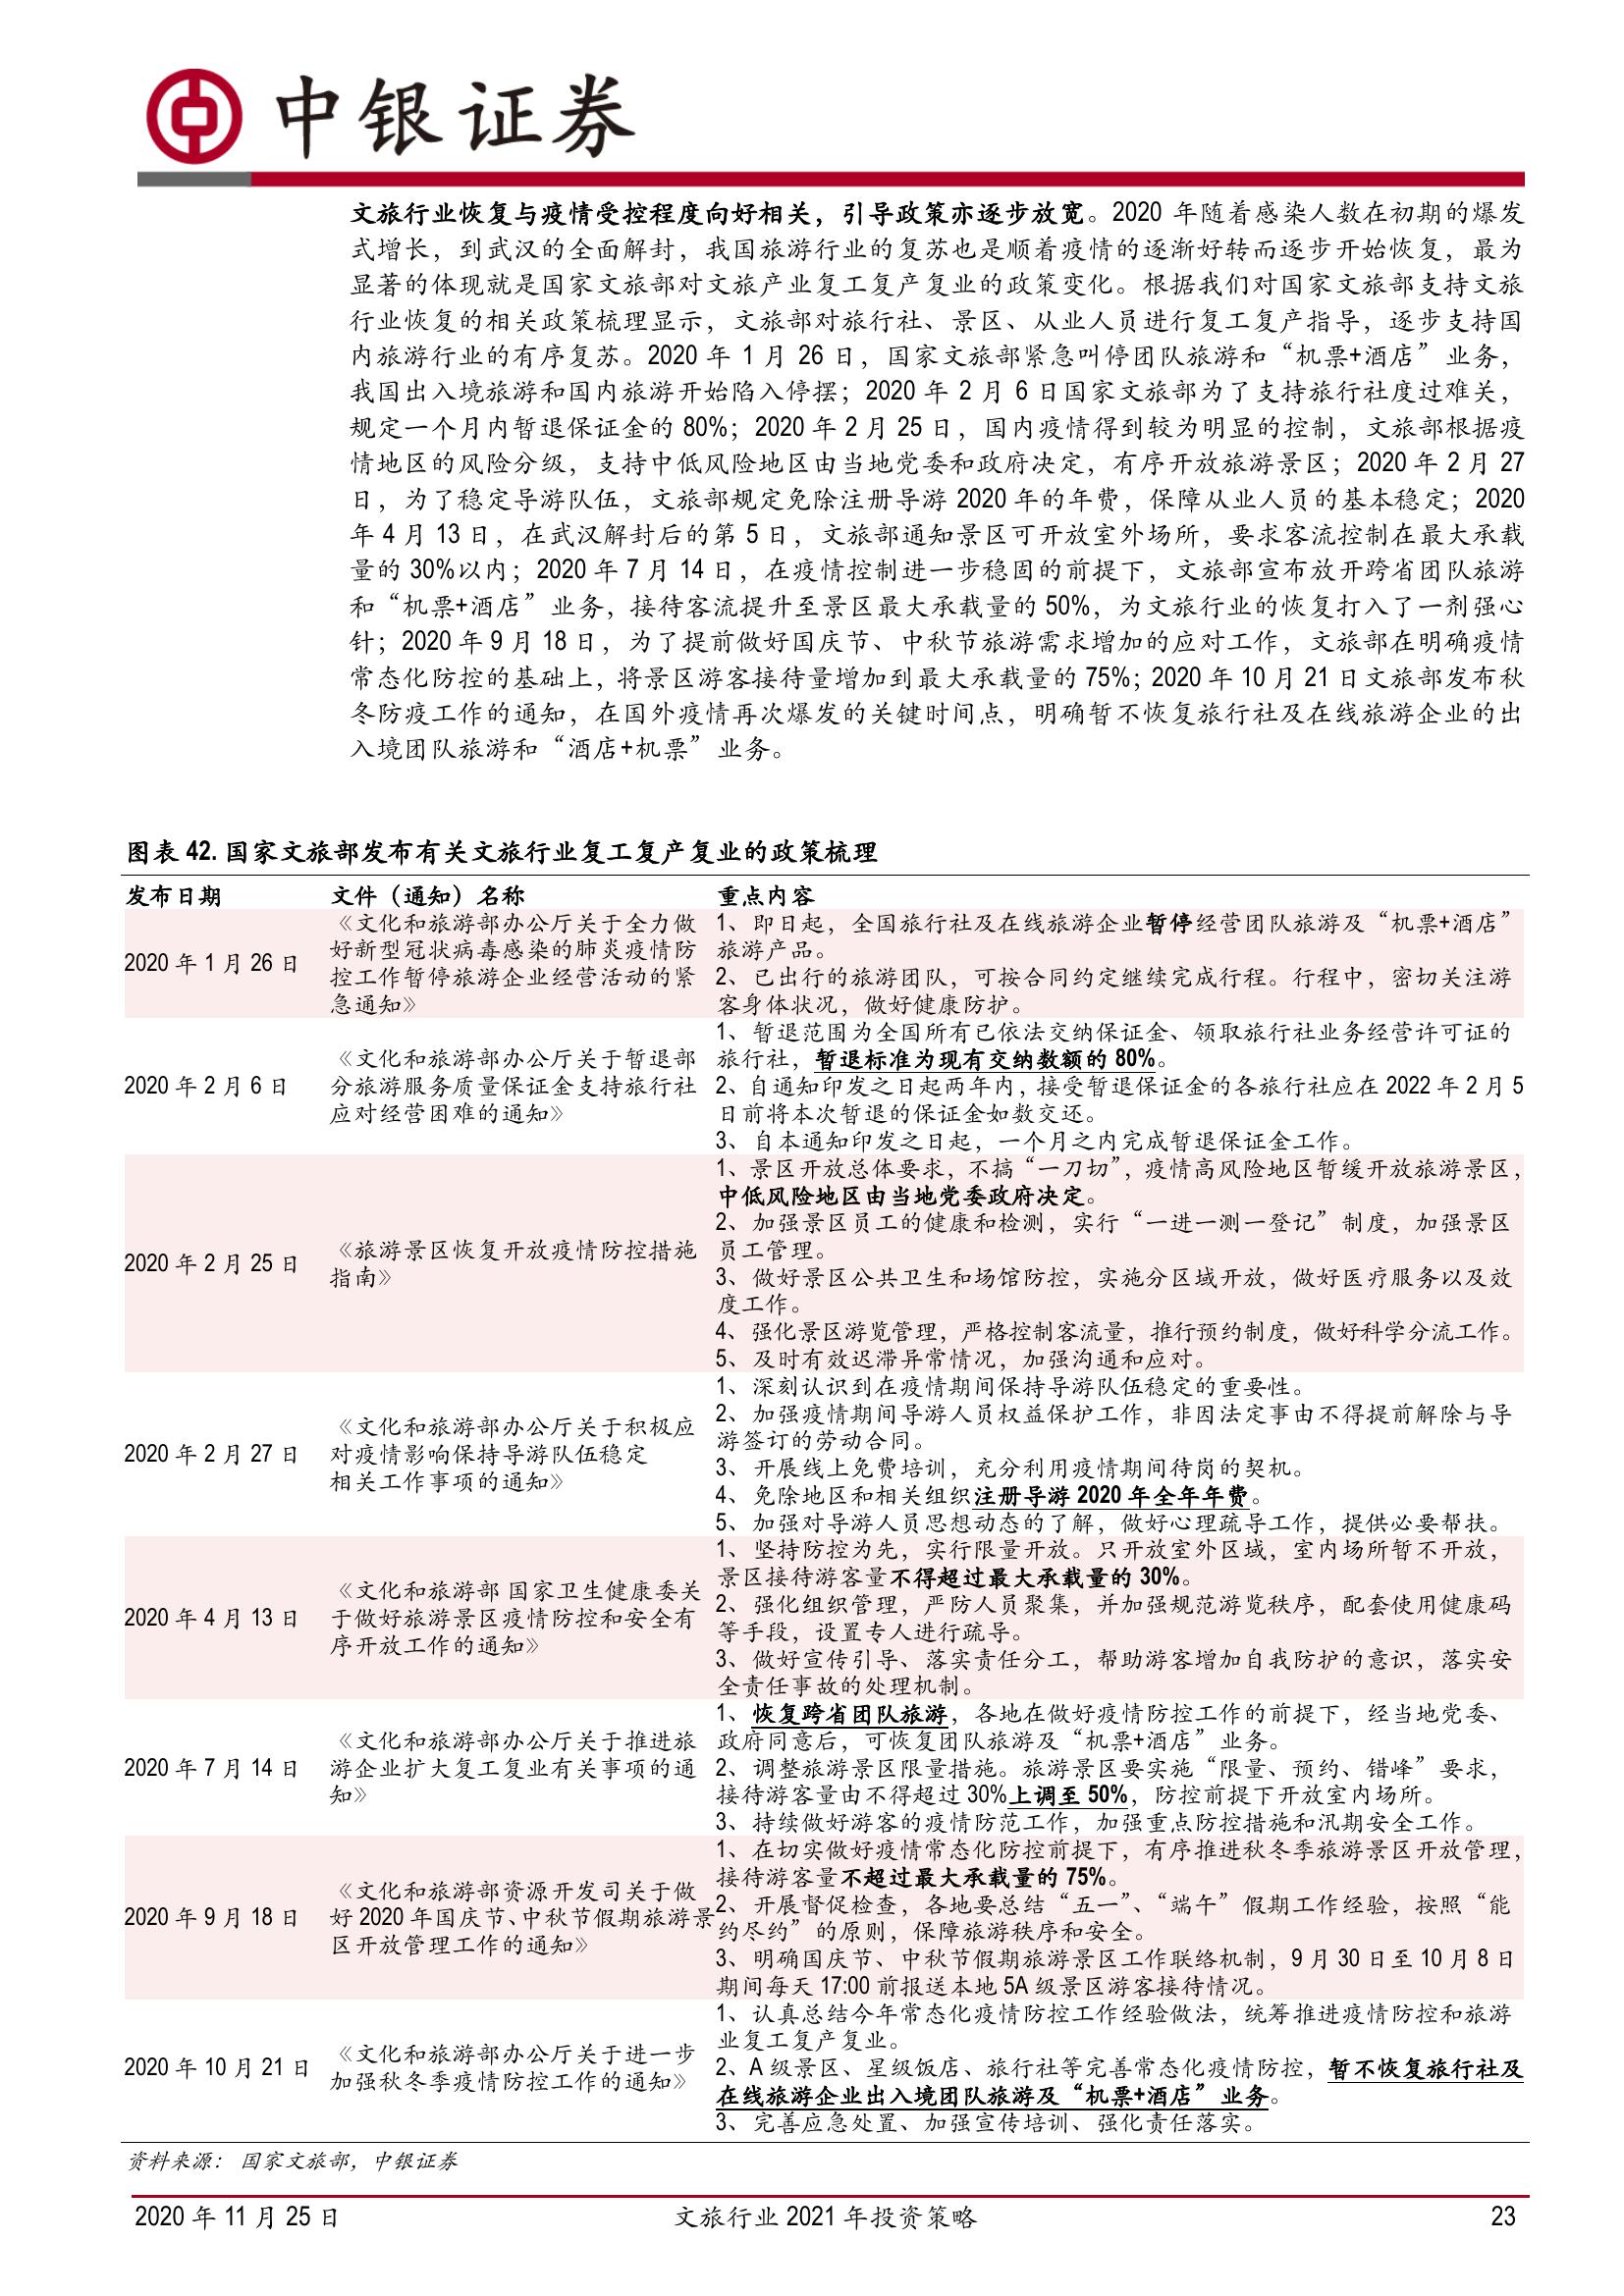 中银证券
文旅行业恢复与疫情受控程度向好相关，引导政策亦逐步放宽。2020 年随着感染人数在初期的爆发
式增长，到武汉的全面解封，我国旅游行业的复苏也是顺着疫情的逐渐好转而逐步开始恢复，最为
显著的体现就是国家文旅部对文旅产业复工复产复业的政策变化。根据我们对国家文旅部支持文旅
行业恢复的相关政策梳理显示，文旅部对旅行社、景区、从业人员进行复工复产指导，逐步支持国
内旅游行业的有序复苏。2020 年 1 月 26 日，国家文旅部紧急叫停团队旅游和“机票+酒店”业务，
我国出入境旅游和国内旅游开始陷入停摆；2020 年 2 月 6 日国家文旅部为了支持旅行社度过难关，
规定一个月内暂退保证金的 80%；2020 年 2 月 25 日，国内疫情得到较为明显的控制，文旅部根据疫
情地区的风险分级，支持中低风险地区由当地党委和政府决定，有序开放旅游景区；2020 年 2 月 27
日，为了稳定导游队伍，文旅部规定免除注册导游 2020 年的年费，保障从业人员的基本稳定；2020
年 4 月 13 日，在武汉解封后的第 5 日，文旅部通知景区可开放室外场所，要求客流控制在最大承载
量的 30%以内；2020 年 7 月 14 日，在疫情控制进一步稳固的前提下，文旅部宣布放开跨省团队旅游
和“机票+酒店”业务，接待客流提升至景区最大承载量的 50%，为文旅行业的恢复打入了一剂强心
针；2020 年 9 月 18 日，为了提前做好国庆节、中秋节旅游需求增加的应对工作，文旅部在明确疫情
常态化防控的基础上，将景区游客接待量增加到最大承载量的 75%；2020 年 10 月 21 日文旅部发布秋
冬防疫工作的通知，在国外疫情再次爆发的关键时间点，明确暂不恢复旅行社及在线旅游企业的出
入境团队旅游和“酒店+机票”业务。
图表 42. 国家文旅部发布有关文旅行业复工复产复业的政策梳理
发布日期 文件（通知）名称 重点内容
2020 年 1 月 26 日
《文化和旅游部办公厅关于全力做
好新型冠状病毒感染的肺炎疫情防
控工作暂停旅游企业经营活动的紧
急通知》
1、即日起，全国旅行社及在线旅游企业暂停经营团队旅游及“机票+酒店”
旅游产品。
2、已出行的旅游团队，可按合同约定继续完成行程。行程中，密切关注游
客身体状况，做好健康防护。
2020 年 2 月 6 日
《文化和旅游部办公厅关于暂退部
分旅游服务质量保证金支持旅行社
应对经营困难的通知》
1、暂退范围为全国所有已依法交纳保证金、领取旅行社业务经营许可证的
旅行社，暂退标准为现有交纳数额的 80%。
2、自通知印发之日起两年内，接受暂退保证金的各旅行社应在 2022 年 2 月 5
日前将本次暂退的保证金如数交还。
3、自本通知印发之日起，一个月之内完成暂退保证金工作。
2020 年 2 月 25 日
《旅游景区恢复开放疫情防控措施
指南》
1、景区开放总体要求，不搞“一刀切”，疫情高风险地区暂缓开放旅游景区，
中低风险地区由当地党委政府决定。
2、加强景区员工的健康和检测，实行“一进一测一登记”制度，加强景区
员工管理。
3、做好景区公共卫生和场馆防控，实施分区域开放，做好医疗服务以及效
度工作。
4、强化景区游览管理，严格控制客流量，推行预约制度，做好科学分流工作。
5、及时有效迟滞异常情况，加强沟通和应对。
2020 年 2 月 27 日
《文化和旅游部办公厅关于积极应
对疫情影响保持导游队伍稳定
相关工作事项的通知》
1、深刻认识到在疫情期间保持导游队伍稳定的重要性。
2、加强疫情期间导游人员权益保护工作，非因法定事由不得提前解除与导
游签订的劳动合同。
3、开展线上免费培训，充分利用疫情期间待岗的契机。
4、免除地区和相关组织注册导游 2020 年全年年费。
5、加强对导游人员思想动态的了解，做好心理疏导工作，提供必要帮扶。
2020 年 4 月 13 日
《文化和旅游部 国家卫生健康委关
于做好旅游景区疫情防控和安全有
序开放工作的通知》
1、坚持防控为先，实行限量开放。只开放室外区域，室内场所暂不开放，
景区接待游客量不得超过最大承载量的 30%。
2、强化组织管理，严防人员聚集，并加强规范游览秩序，配套使用健康码
等手段，设置专人进行疏导。
3、做好宣传引导、落实责任分工，帮助游客增加自我防护的意识，落实安
全责任事故的处理机制。
2020 年 7 月 14 日
《文化和旅游部办公厅关于推进旅
游企业扩大复工复业有关事项的通
知》
1、恢复跨省团队旅游，各地在做好疫情防控工作的前提下，经当地党委、
政府同意后，可恢复团队旅游及“机票+酒店”业务。
2、调整旅游景区限量措施。旅游景区要实施“限量、预约、错峰”要求，
接待游客量由不得超过 30%上调至 50%，防控前提下开放室内场所。
3、持续做好游客的疫情防范工作，加强重点防控措施和汛期安全工作。
2020 年 9 月 18 日
《文化和旅游部资源开发司关于做
好 2020 年国庆节、中秋节假期旅游景
区开放管理工作的通知》
1、在切实做好疫情常态化防控前提下，有序推进秋冬季旅游景区开放管理，
接待游客量不超过最大承载量的 75%。
2、开展督促检查，各地要总结“五一”、“端午”假期工作经验，按照“能
约尽约”的原则，保障旅游秩序和安全。
3、明确国庆节、中秋节假期旅游景区工作联络机制，9 月 30 日至 10 月 8 日
期间每天 17:00 前报送本地 5A 级景区游客接待情况。
2020 年 10 月 21 日
《文化和旅游部办公厅关于进一步
加强秋冬季疫情防控工作的通知》
1、认真总结今年常态化疫情防控工作经验做法，统筹推进疫情防控和旅游
业复工复产复业。
2、A 级景区、星级饭店、旅行社等完善常态化疫情防控，暂不恢复旅行社及
在线旅游企业出入境团队旅游及“机票+酒店”业务。
3、完善应急处置、加强宣传培训、强化责任落实。
资料来源： 国家文旅部，中银证券
2020 年 11 月 25 日 文旅行业 2021 年投资策略 23